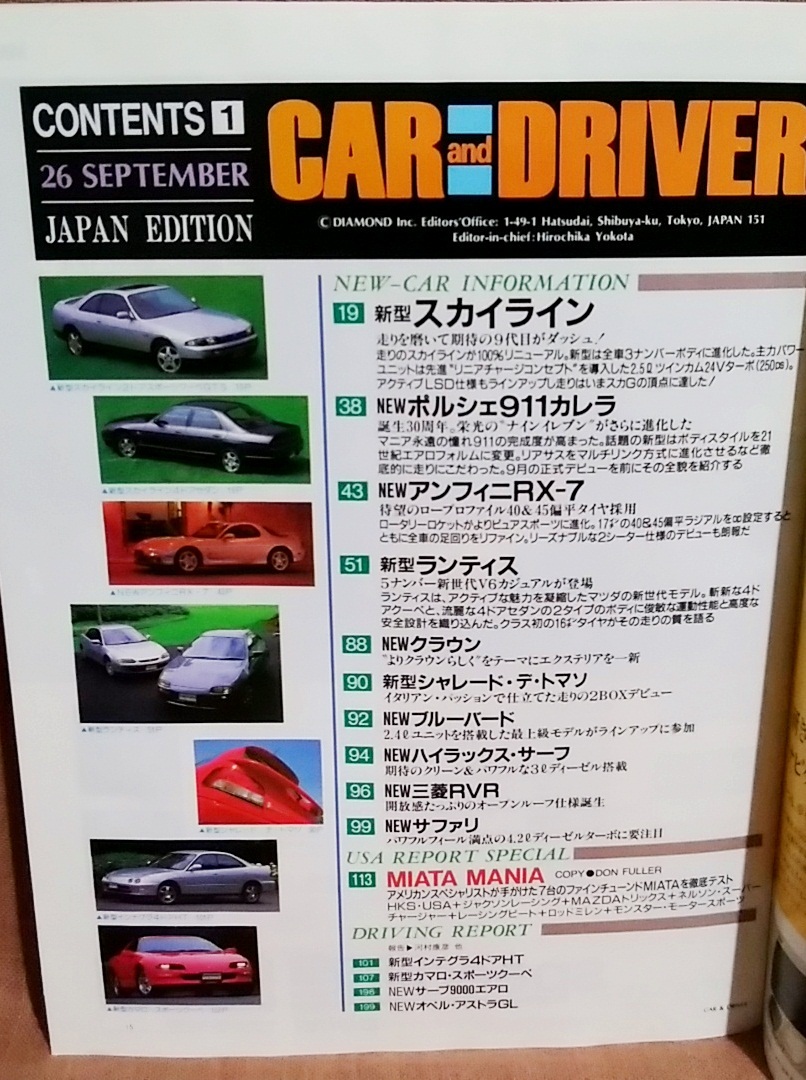 CONTENTS 1
26 SEPTEMBER
JAPAN EDITION
CAR and DRIVER
© DIAMOND Inc. Editors' Office: 1-49-1 Hatsudai, Shibuya-ku, Tokyo, JAPAN 151
Editor-in-chief: Hirochika Yokota
NEW-CAR INFORMATION
19 新型スカイライン
走りを磨いて期待の9代目がダッシュ!
走りのスカイラインが100%リニューアル。新型は全車3ナンバーボディに進化した。主力パワー
ユニットは先進"リニアチャージコンセプト"を導入した2.5ℓツインカム24Vターボ(250ps)。
アクティブLSD仕様もラインアップし走りはいまスカGの頂点に達した!
38 NEWポルシェ911カレラ
誕生30周年。栄光の"ナインイレブン"がさらに進化した
マニア永遠の憧れ911の完成度が高まった。話題の新型はボディスタイルを21
世紀エアロフォルムに変更。リアサスをマルチリンク方式に進化させるなど徹
底的に走りにこだわった。9月の正式デビューを前にその全貌を紹介する
43 NEWアンフィニRX-7
待望のロープロファイル40&45偏平タイヤ採用
ロータリーロケットがよりピュアスポーツに進化。17㌅の40&45偏平ラジアルを設定すると
ともに全車の足回りをリファイン。リーズナブルな2シーター仕様のデビューも朗報だ
51 新型ランティス
5ナンバー新世代V6カジュアルが登場
ランティスは、アクティブな魅力を凝縮したマツダの新世代モデル。斬新な4ド
アクーペと、流麗な4ドアセダンの2タイプのボディに俊敏な運動性能と高度な
安全設計を織り込んだ。クラス初の16㌅タイヤがその走りの質を語る
88 NEWクラウン
"よりクラウンらしく"をテーマにエクステリアを一新
90 新型シャレード・デ・トマソ
イタリアン・パッションで仕立てた走りの2BOXデビュー
92 NEWブルーバード
2.4ℓユニットを搭載した最上級モデルがラインアップに参加
94 NEWハイラックス・サーフ
期待のクリーン&パワフルな3ℓディーゼル搭載
96 NEW三菱RVR
開放感たっぷりのオープンルーフ仕様誕生
99 NEWサファリ
パワフルフィール満点の4.2ℓディーゼルターボに要注目
USA REPORT SPECIAL
113 MIATA MANIA COPY●DON FULLER
アメリカンスペシャリストが手がけた7台のファインチューンドMIATAを徹底テスト
HKS・USA+ジャクソンレーシング+MAZDAトリックス+ネルソン・スーパー
チャージャー+レーシングビート+ロッドミレン+モンスター・モータースポーツ
DRIVING REPORT
報告▶河村康彦 他
101 新型インテグラ4ドアHT
107 新型カマロ・スポーツクーペ
196 NEWサーブ9000エアロ
199 NEWオペル・アストラGL
CAR & DRIVER